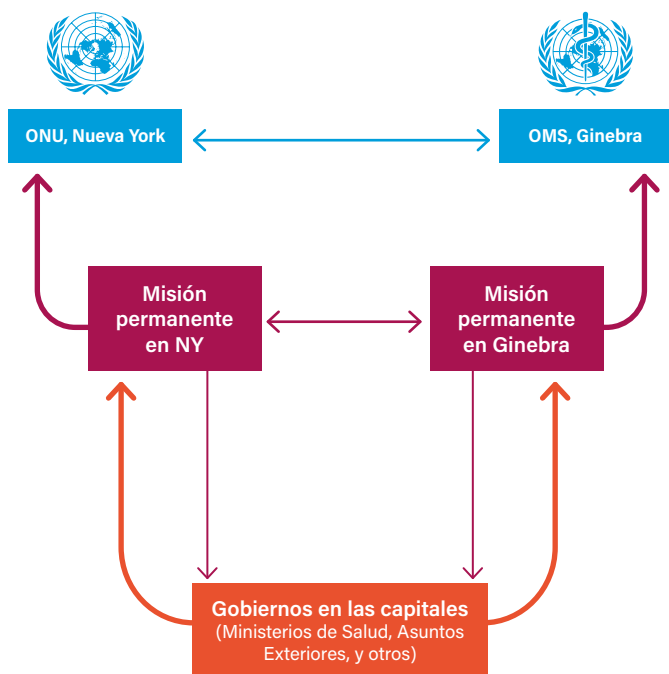 ONU, Nueva York
OMS, Ginebra
Misión
permanente
en NY
Misión
permanente
en Ginebra
Gobiernos en las capitales
(Ministerios de Salud, Asuntos
Exteriores, y otros)